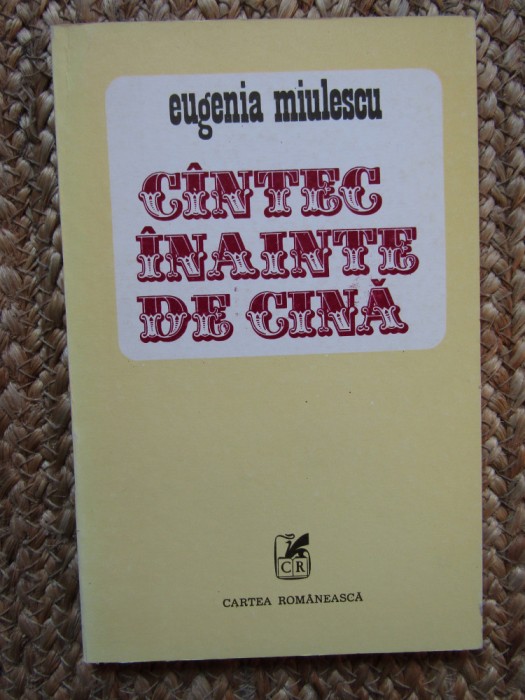 eugenia miulescu
CÎNTEC
ÎNAINTE
DE CINĂ
CR
CARTEA ROMÂNEASCĂ